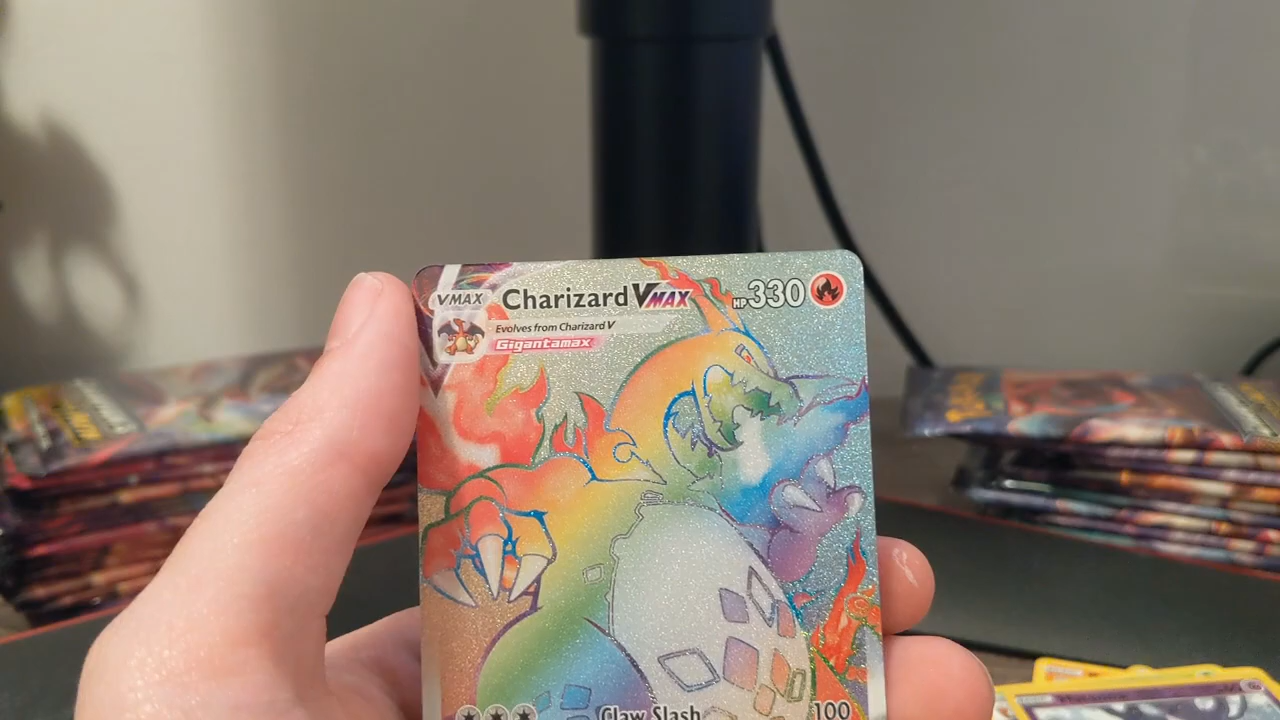 VMAX Charizard VMAX HP 330
Evolves from Charizard V
Gigantamax
Claw Slash 100